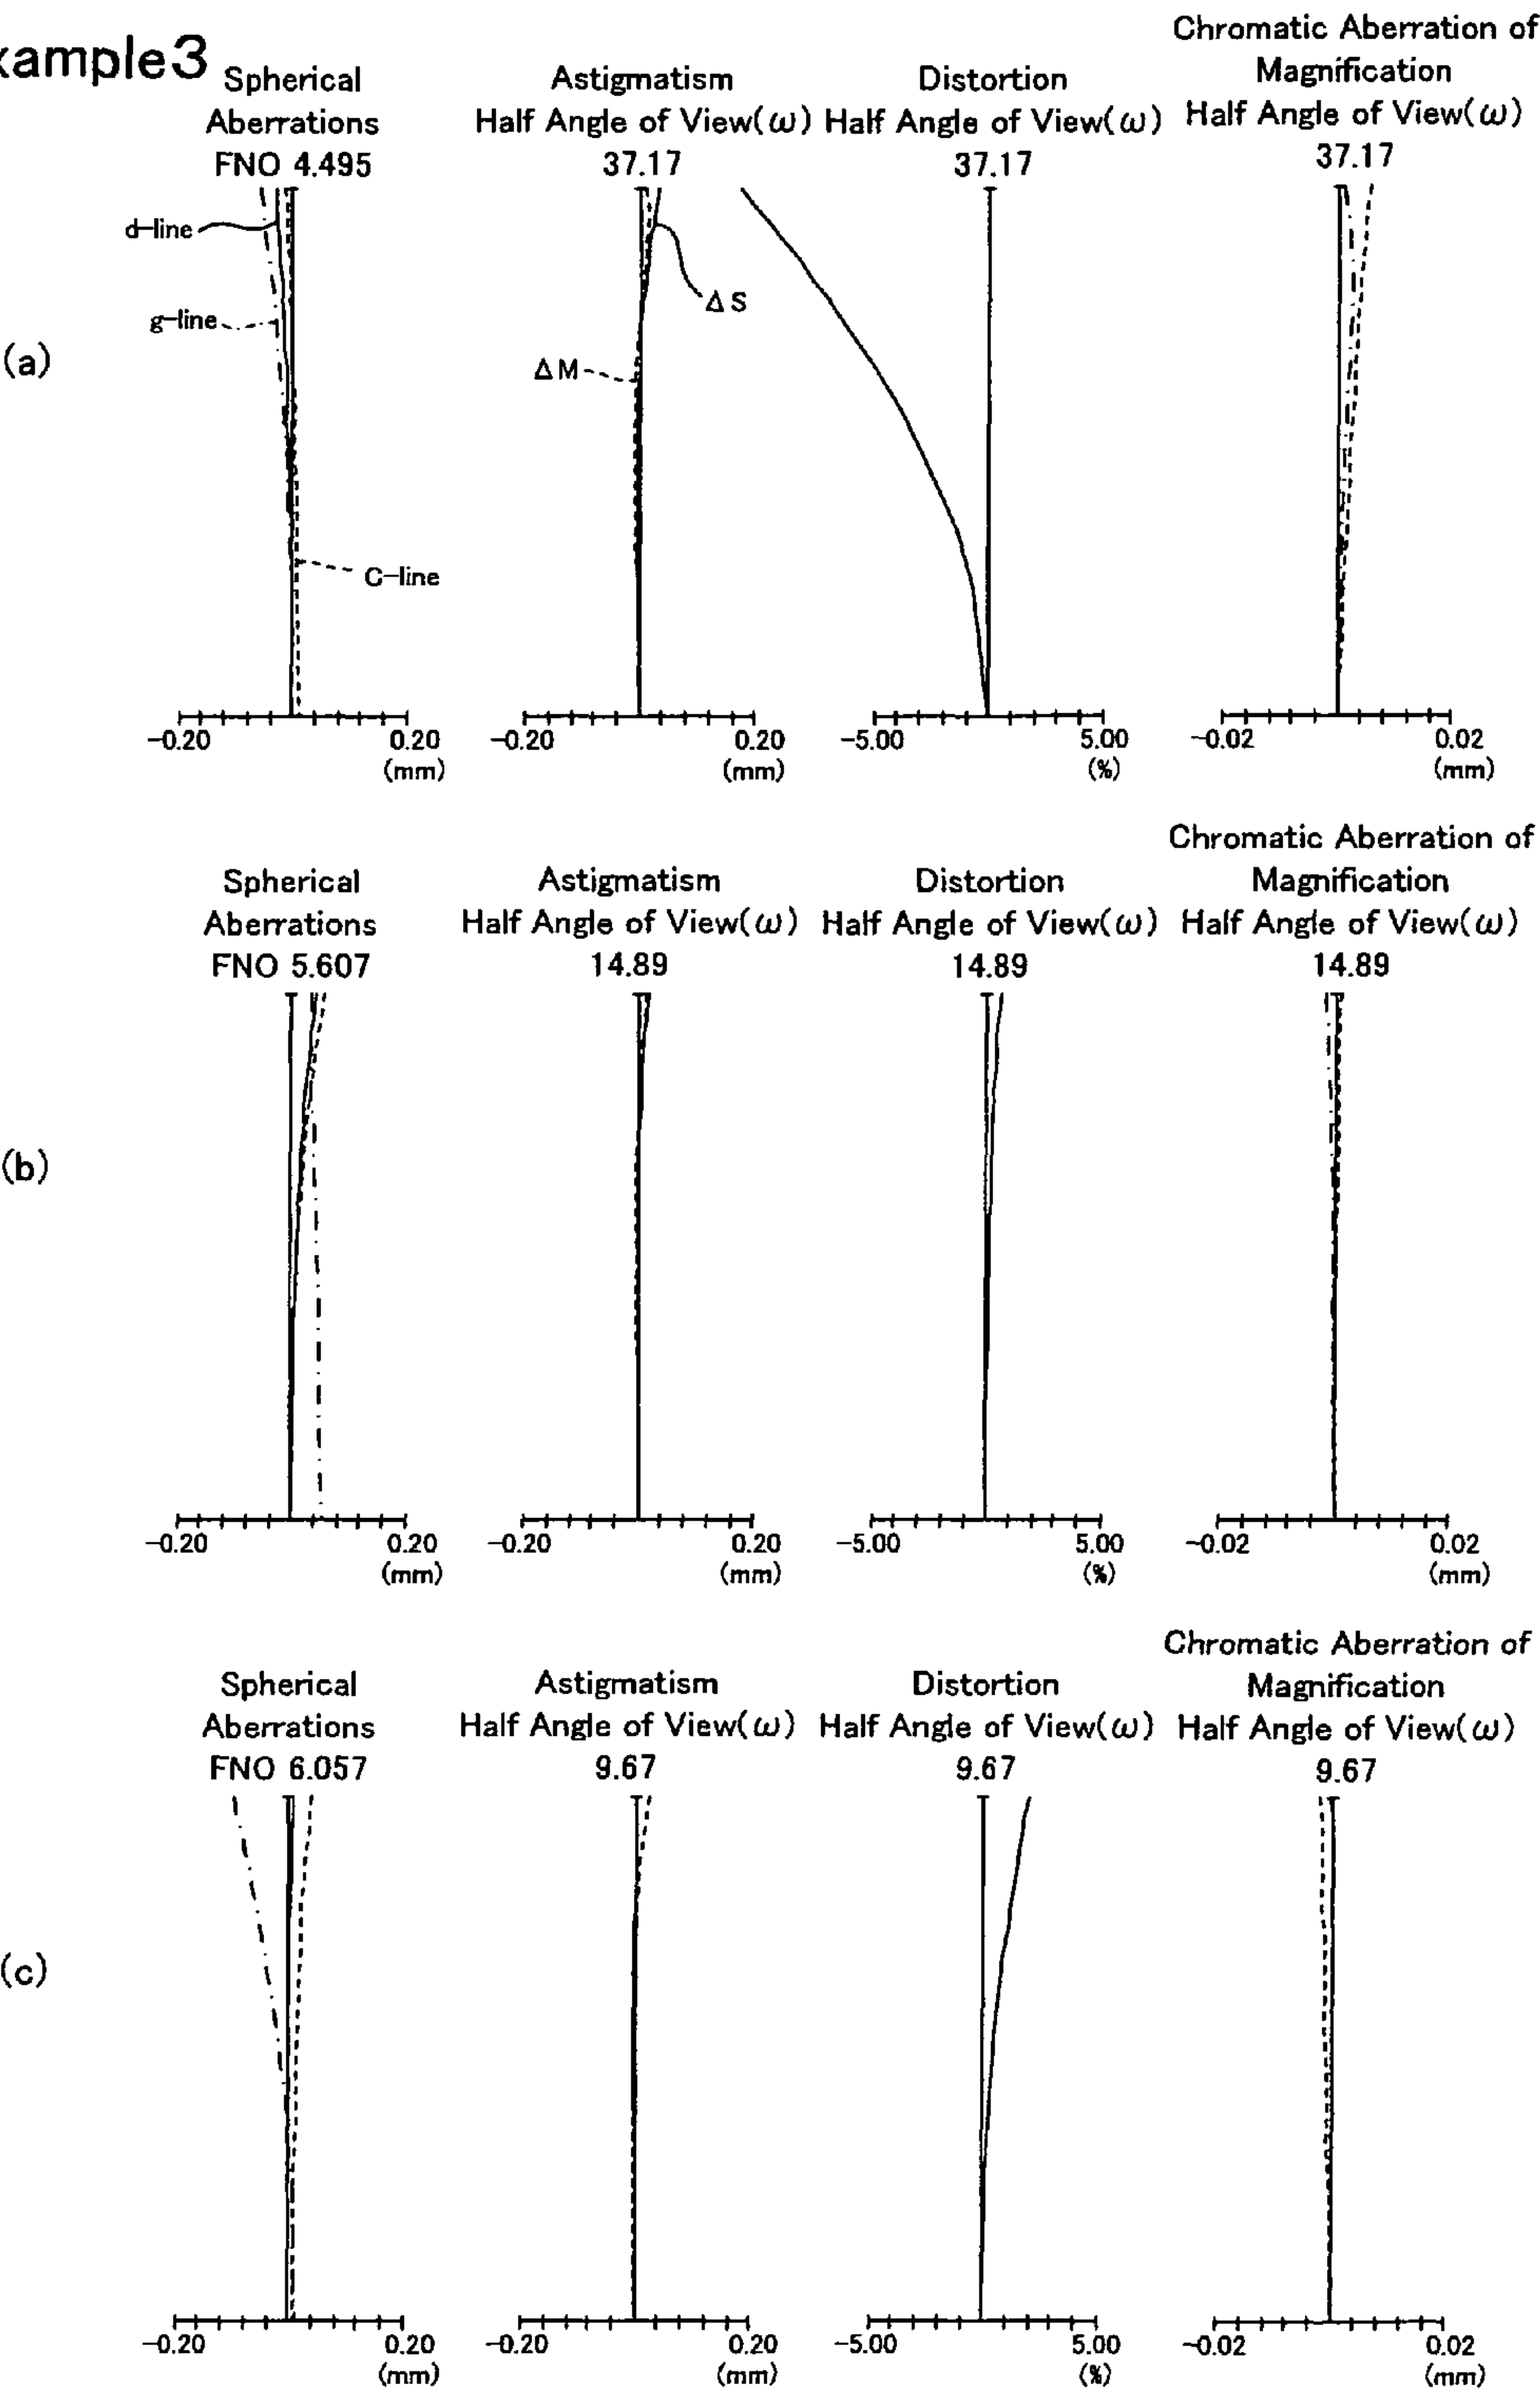 xample3
Spherical
Aberrations
FNO 4.495
Astigmatism
Half Angle of View(ω)
37.17
Distortion
Half Angle of View(ω)
37.17
Chromatic Aberration of
Magnification
Half Angle of View(ω)
37.17
(a)
d-line
g-line
C-line
ΔS
ΔM
-0.20
0.20
(mm)
-0.20
0.20
(mm)
-5.00
5.00
(%)
-0.02
0.02
(mm)
Spherical
Aberrations
FNO 5.607
Astigmatism
Half Angle of View(ω)
14.89
Distortion
Half Angle of View(ω)
14.89
Chromatic Aberration of
Magnification
Half Angle of View(ω)
14.89
(b)
-0.20
0.20
(mm)
-0.20
0.20
(mm)
-5.00
5.00
(%)
-0.02
0.02
(mm)
Spherical
Aberrations
FNO 6.057
Astigmatism
Half Angle of View(ω)
9.67
Distortion
Half Angle of View(ω)
9.67
Chromatic Aberration of
Magnification
Half Angle of View(ω)
9.67
(c)
-0.20
0.20
(mm)
-0.20
0.20
(mm)
-5.00
5.00
(%)
-0.02
0.02
(mm)